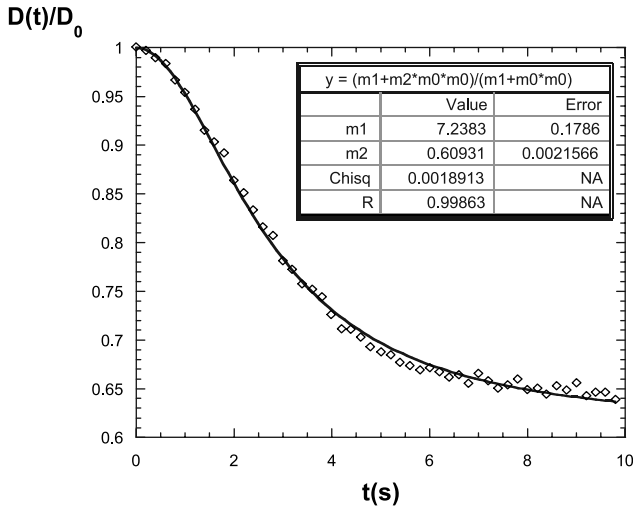 D(t)/D0
1
0.95
0.9
0.85
0.8
0.75
0.7
0.65
0.6
y = (m1+m2*m0*m0)/(m1+m0*m0)
Value Error
m1 7.2383 0.1786
m2 0.60931 0.0021566
Chisq 0.0018913 NA
R 0.99863 NA
0 2 4 6 8 10
t(s)